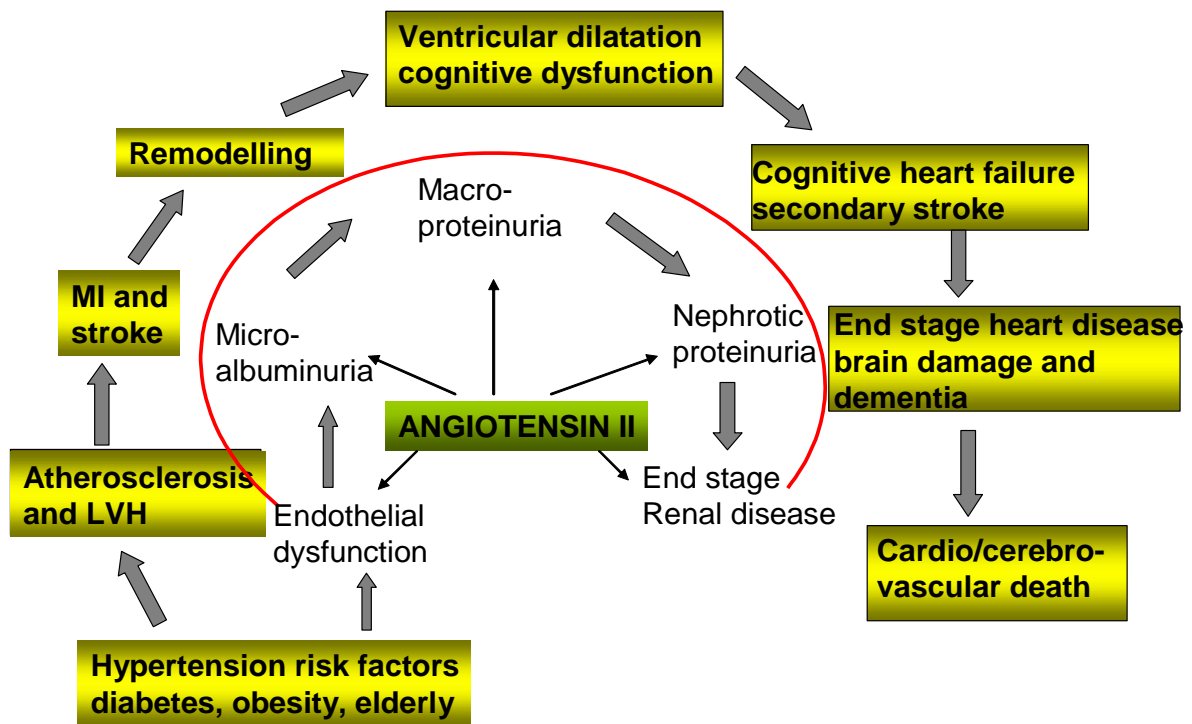 Ventricular dilatation
cognitive dysfunction
Remodelling
Cognitive heart failure
secondary stroke
Macro-
proteinuria
MI and
stroke
Micro-
albuminuria
Nephrotic
proteinuria
End stage heart disease
brain damage and
dementia
ANGIOTENSIN II
Atherosclerosis
and LVH
Endothelial
dysfunction
End stage
Renal disease
Cardio/cerebro-
vascular death
Hypertension risk factors
diabetes, obesity, elderly